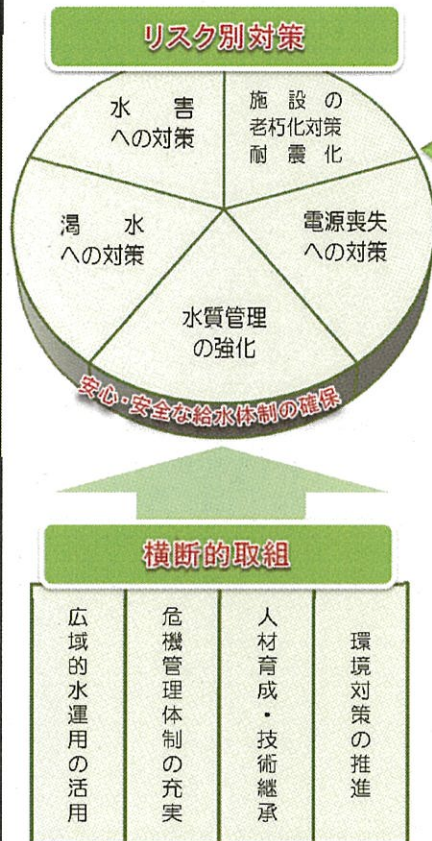 リスク別対策
水害
への対策
施設の
老朽化対策
耐震化
渇水
への対策
電源喪失
への対策
水質管理
の強化
安心・安全な給水体制の確保
横断的取組
広域的水運用の活用
危機管理体制の充実
人材育成・技術継承
環境対策の推進